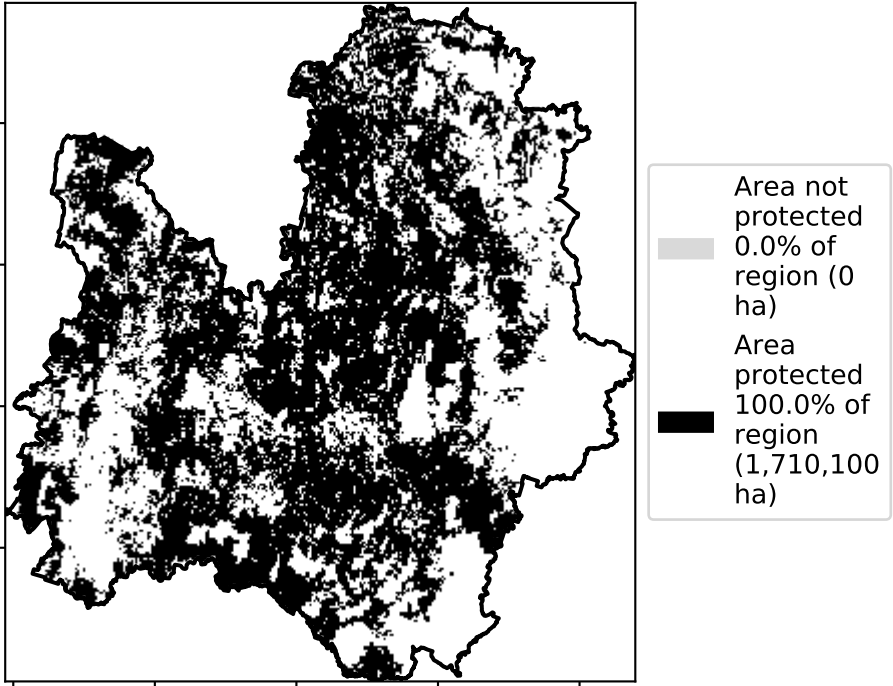 Area not
protected
0.0% of
region (0
ha)
Area
protected
100.0% of
region
(1,710,100
ha)